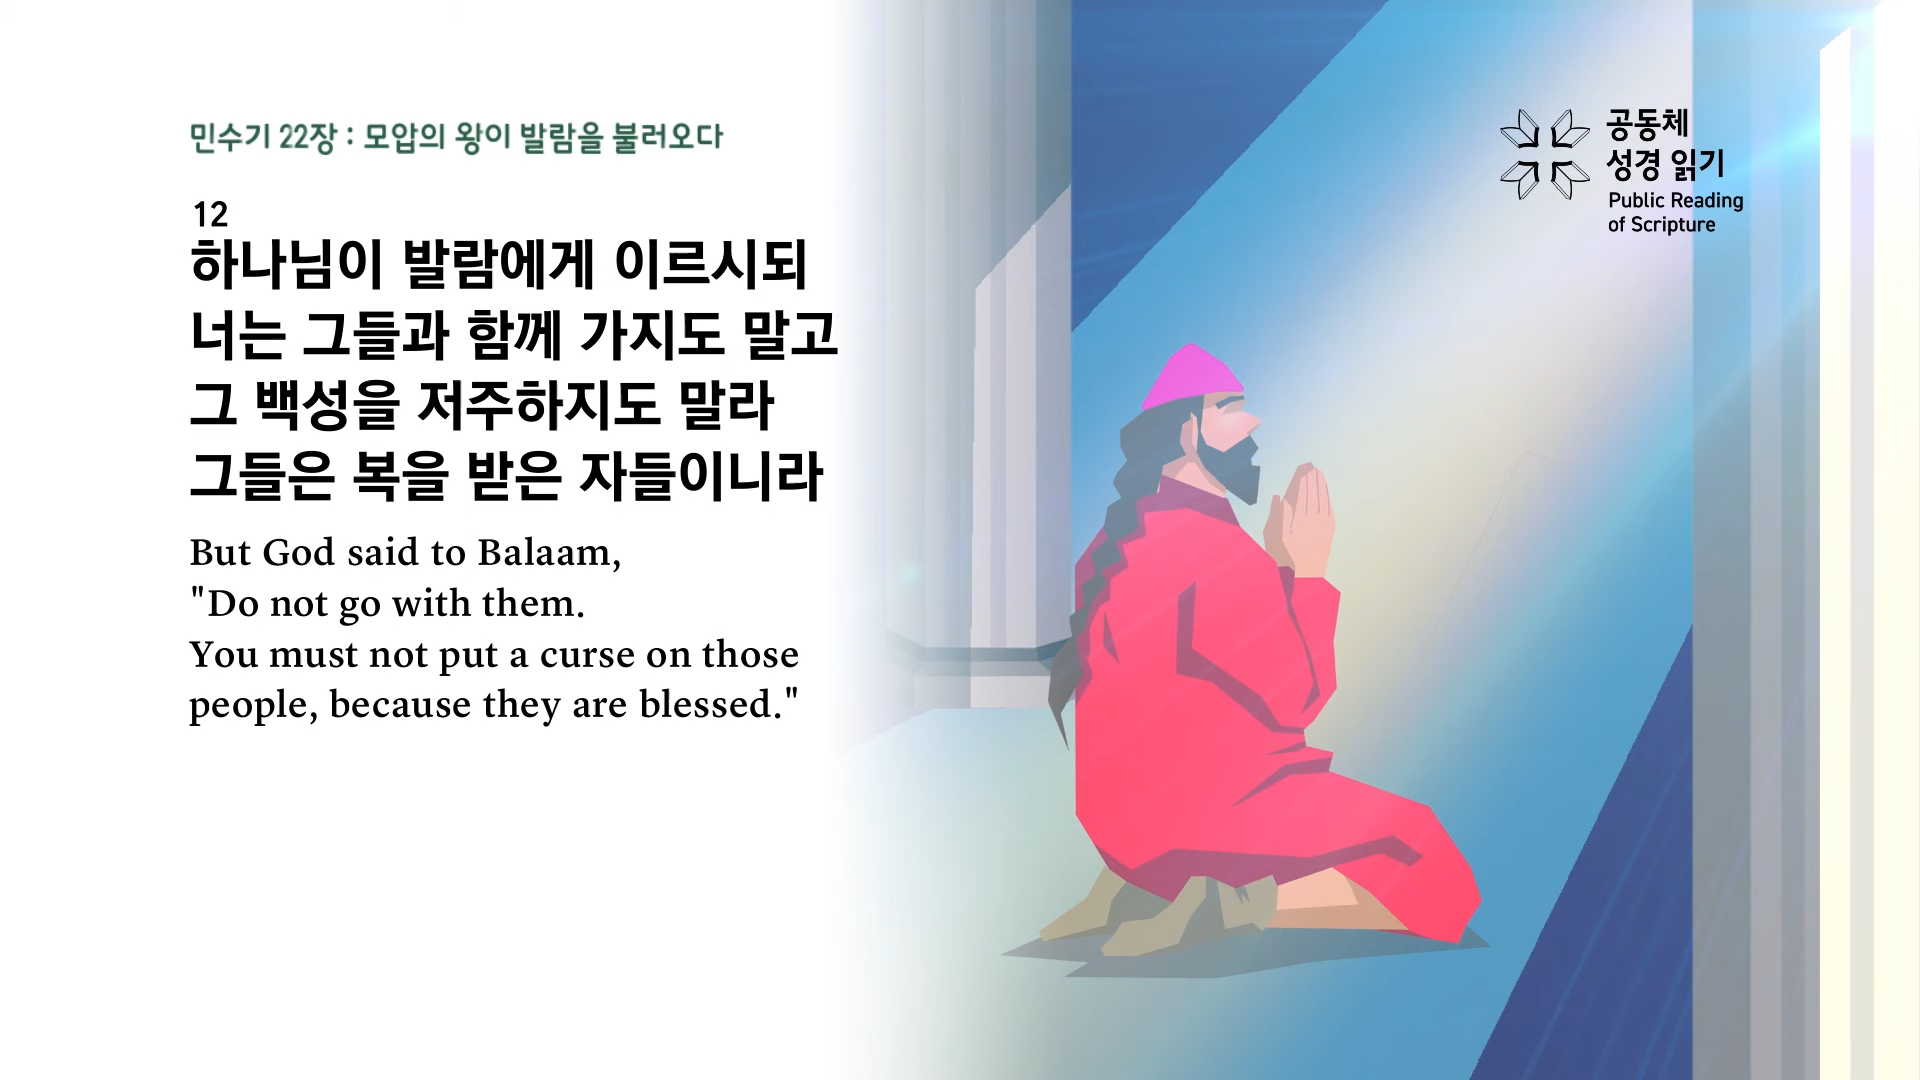 민수기 22장 : 모압의 왕이 발람을 불러오다
12
하나님이 발람에게 이르시되
너는 그들과 함께 가지도 말고
그 백성을 저주하지도 말라
그들은 복을 받은 자들이니라
But God said to Balaam,
"Do not go with them.
You must not put a curse on those
people, because they are blessed."
공동체
성경 읽기
Public Reading
of Scripture